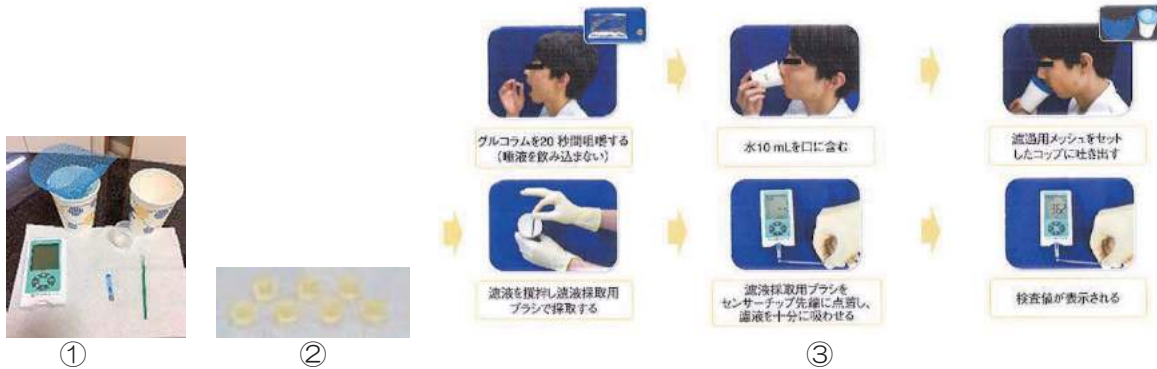 グルコラムを20 秒間咀嚼する
(唾液を飲み込まない)
水10 mLを口に含む
濾過用メッシュをセット
したコップに吐き出す
濾液を撹拌し濾液採取用
ブラシで採取する
濾液採取用ブラシを
センサーチップ先端に点着し、
濾液を十分に吸わせる
検査値が表示される
①
②
③